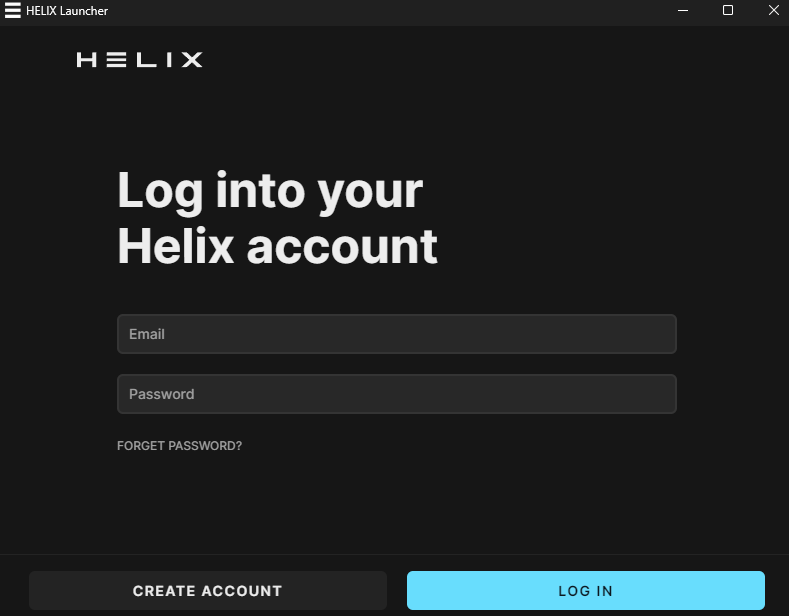 HELIX Launcher
HELIX
Log into your
Helix account
Email
Password
FORGET PASSWORD?
CREATE ACCOUNT
LOG IN